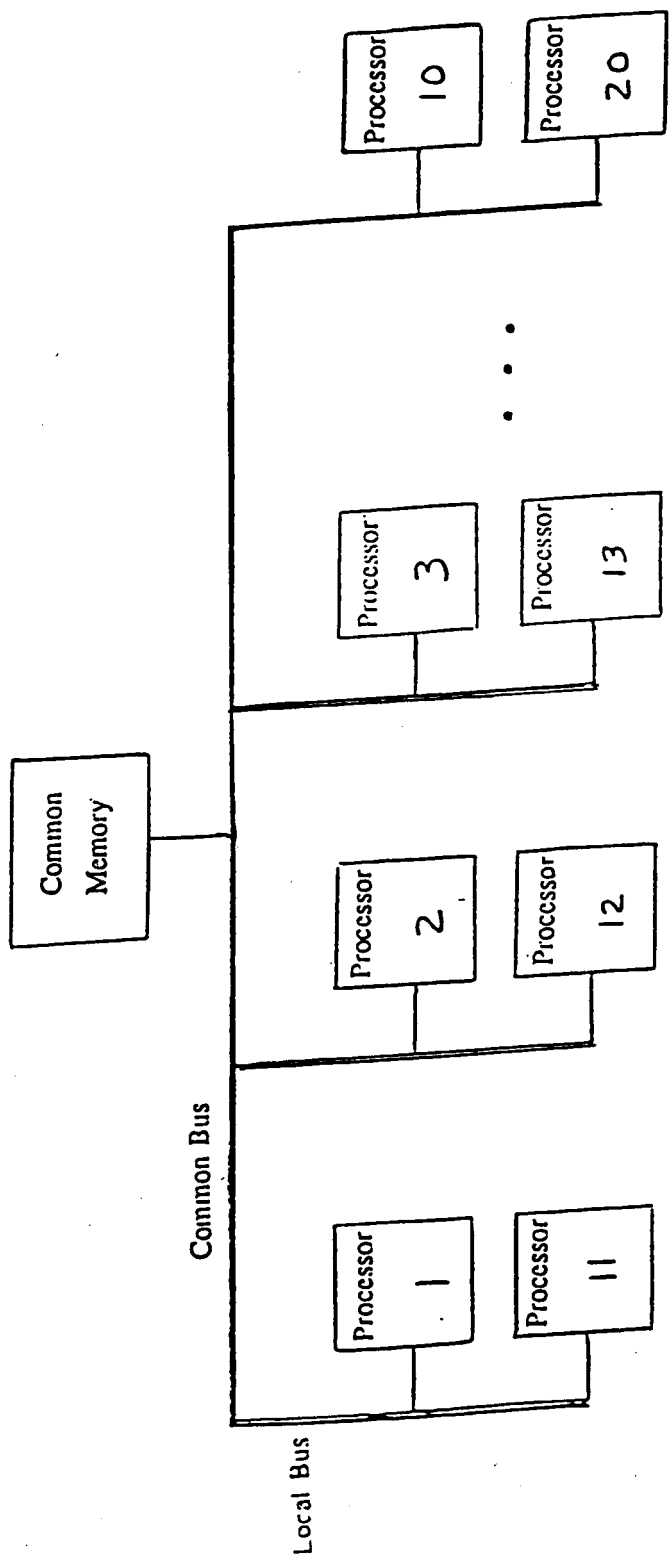 Common
Memory
Common Bus
Local Bus
Processor
1
Processor
2
Processor
3
Processor
10
Processor
11
Processor
12
Processor
13
Processor
20